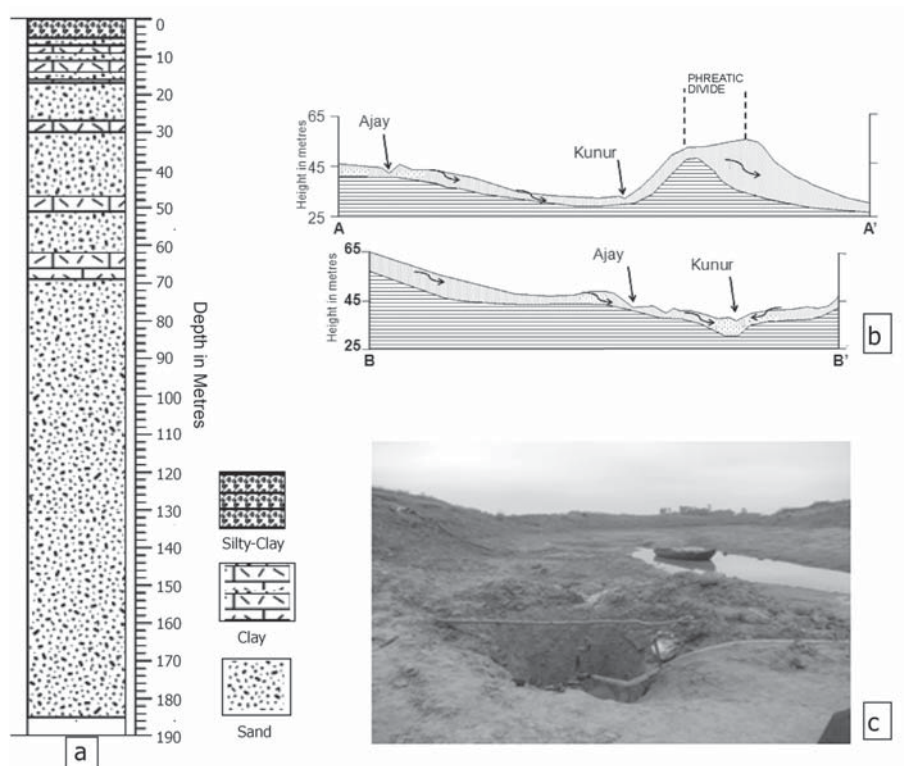 0
10
20
30
40
50
60
70
80
90
100
110
120
130
140
150
160
170
180
190
Depth in Metres
a
Silty-Clay
Clay
Sand
PHREATIC
DIVIDE
Height in metres
65
45
25
Ajay
Kunur
A
A'
Height in metres
65
45
25
Ajay
Kunur
B
B'
b
c